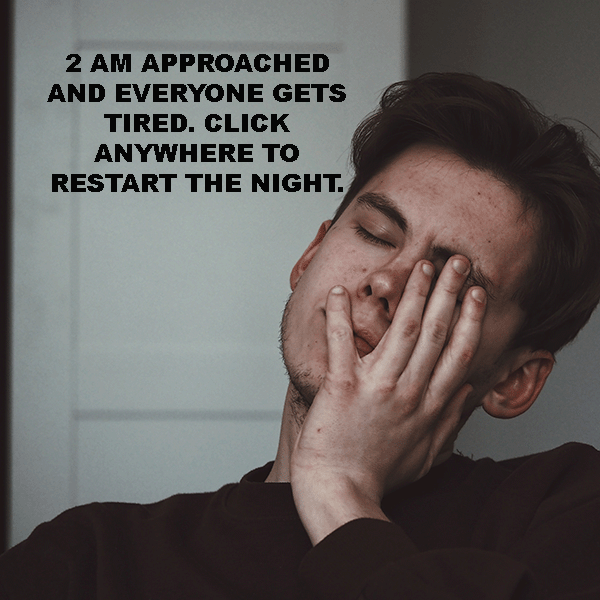 2 AM APPROACHED
AND EVERYONE GETS
TIRED. CLICK
ANYWHERE TO
RESTART THE NIGHT.